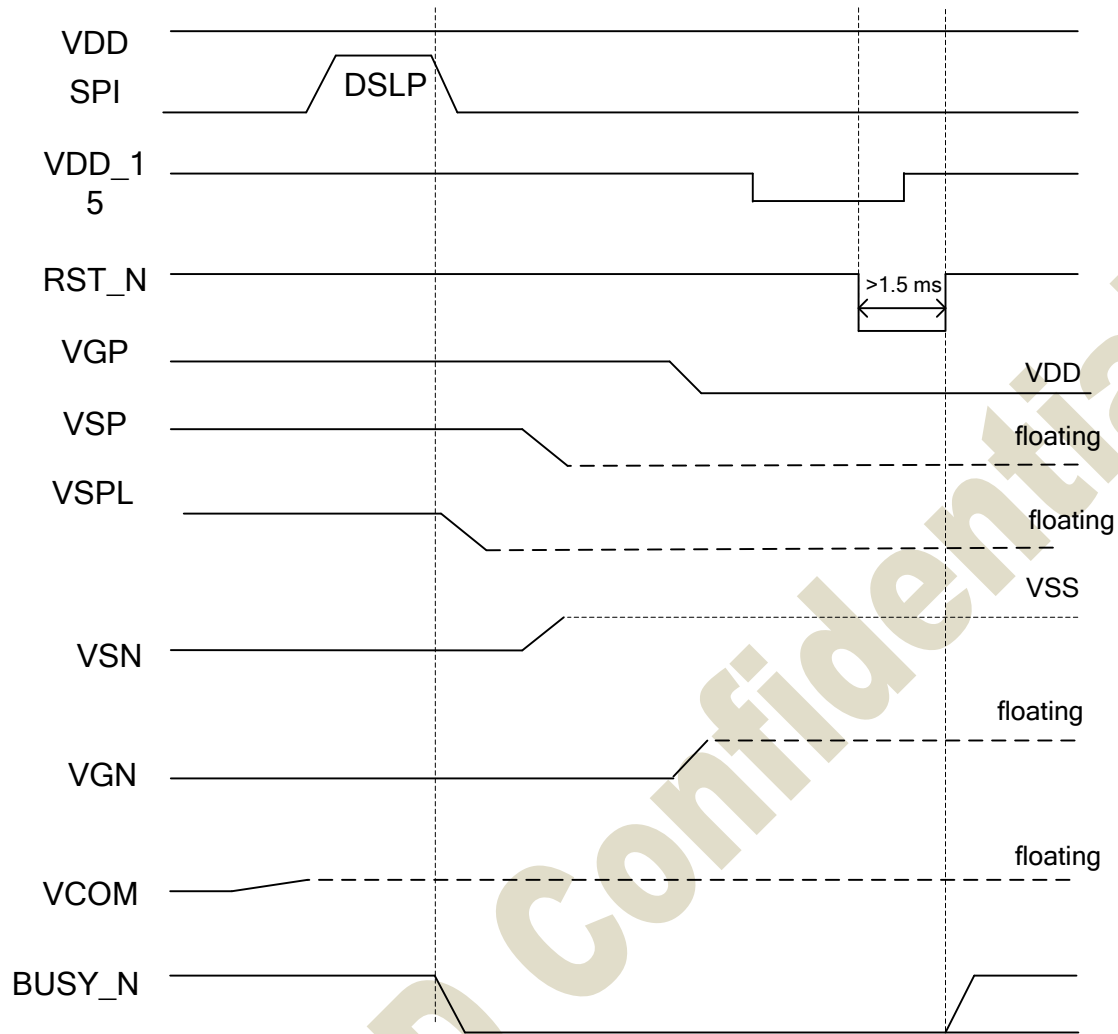 VDD
SPI
DSLP
VDD_1
5
RST_N
>1.5 ms
VGP
VDD
VSP
floating
VSPL
floating
VSS
VSN
floating
VGN
floating
VCOM
BUSY_N
Confidential